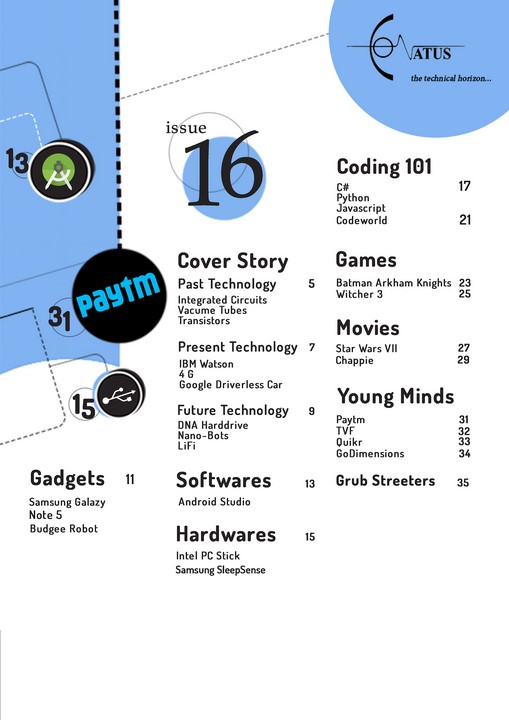 ATUS
the technical horizon...
issue
16
13
paytm
31
15
Cover Story
Past Technology 5
Integrated Circuits
Vacume Tubes
Transistors
Present Technology 7
IBM Watson
4 G
Google Driverless Car
Future Technology 9
DNA Harddrive
Nano-Bots
LiFi
Gadgets 11
Samsung Galazy
Note 5
Budgee Robot
Softwares 13
Android Studio
Hardwares 15
Intel PC Stick
Samsung SleepSense
Coding 101
C# 17
Python
Javascript
Codeworld 21
Games
Batman Arkham Knights 23
Witcher 3 25
Movies
Star Wars VII 27
Chappie 29
Young Minds
Paytm 31
TVF 32
Quikr 33
GoDimensions 34
Grub Streeters 35